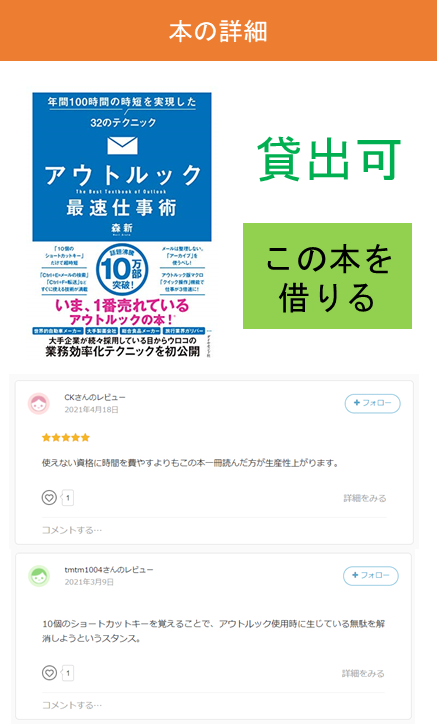 本の詳細
年間100時間の時短を実現した
32のテクニック
アウトルック
The Best Textbook of Outlook
最速仕事術
森 新
貸出可
この本を
借りる
「10個の
ショートカットキー」
だけで超時短
「Ctrl+E=メールの検索」
「Ctrl+F=転送」など
すぐに使える技術が満載
話題沸騰
10万部
突破!
メールは整理しない。
「アーカイブ」を
使うべし!
アウトルック版マクロ
「クイック操作」機能で
仕事が3倍速に!
いま、1番売れている
アウトルックの本!
世界的自動車メーカー 大手製薬会社 総合食品メーカー 旅行業界ガリバー
大手企業が続々採用している目からウロコの
業務効率化テクニックを初公開
ダイヤモンド社
CKさんのレビュー
2021年4月18日
+ フォロー
★★★★★
使えない資格に時間を費やすよりもこの本一冊読んだ方が生産性上がります。
1
詳細をみる
コメントする…
tmtm1004さんのレビュー
2021年3月9日
+ フォロー
10個のショートカットキーを覚えることで、アウトルック使用時に生じている無駄を解
消しようというスタンス。
1
詳細をみる
コメントする…